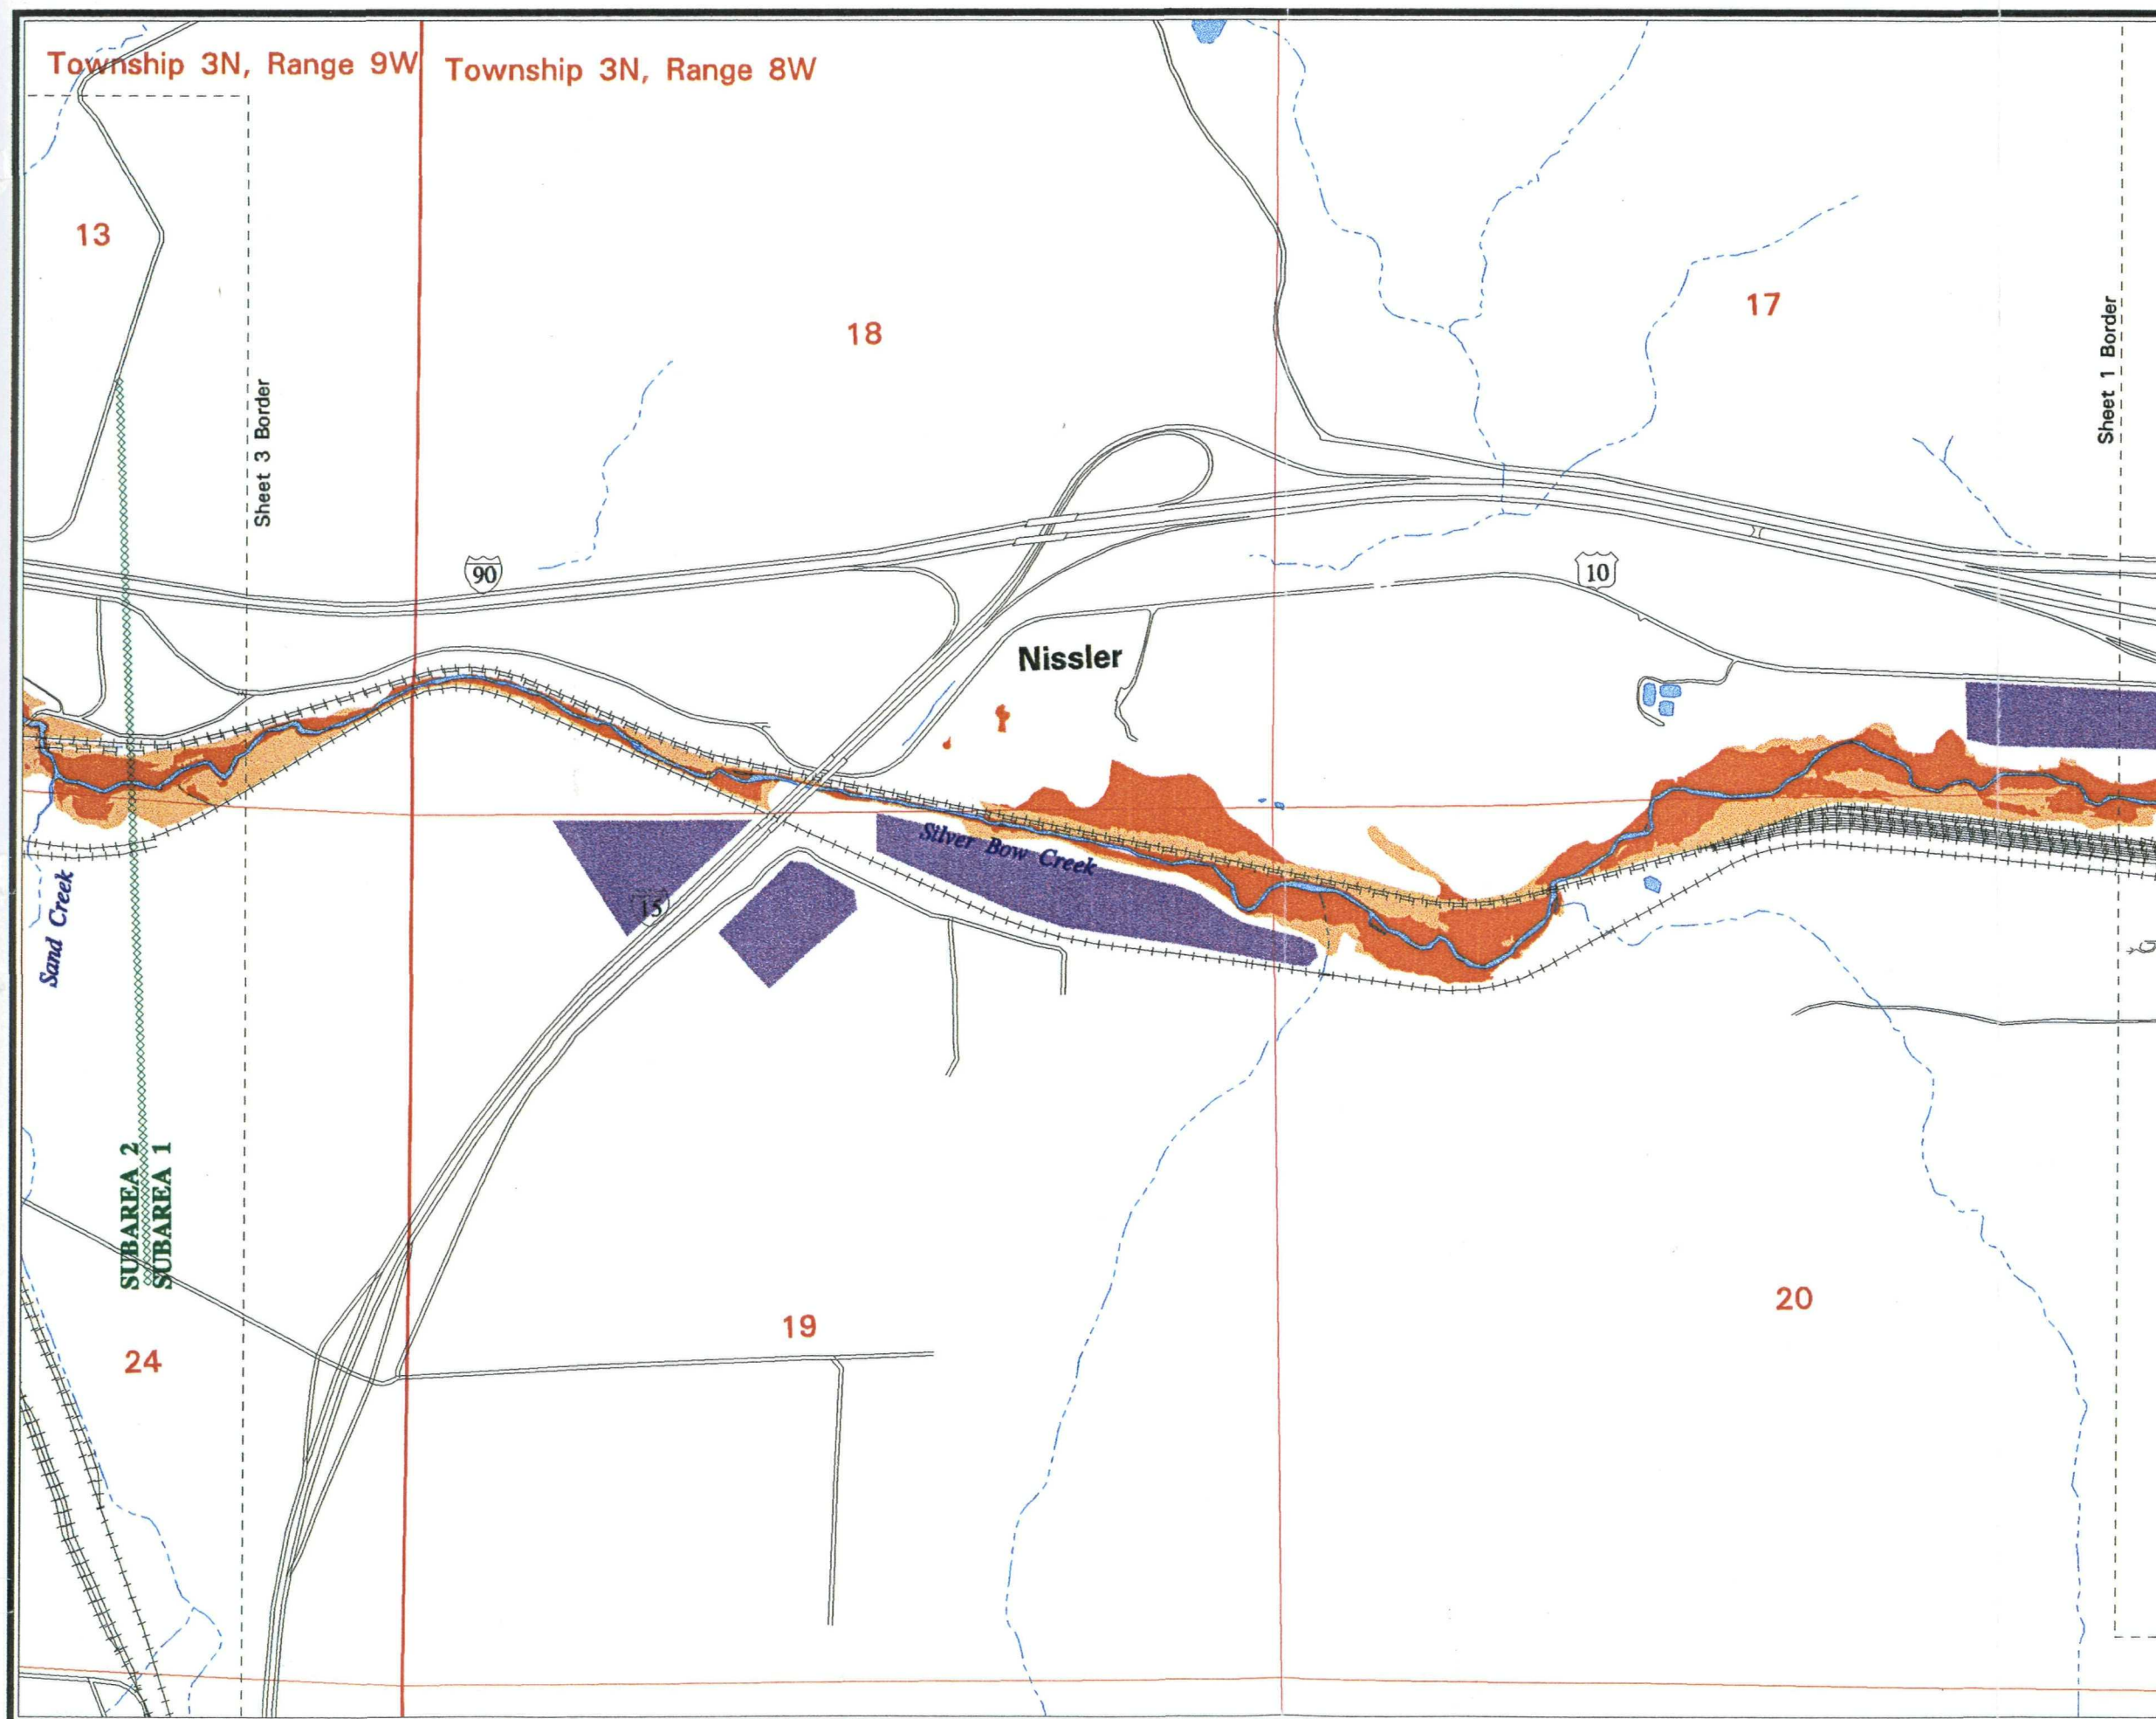 Township 3N, Range 9W
Township 3N, Range 8W
13
18
17
Sheet 3 Border
Sheet 1 Border
90
10
Nissler
Silver Bow Creek
15
Sand Creek
SUBAREA 2
SUBAREA 1
19
20
24